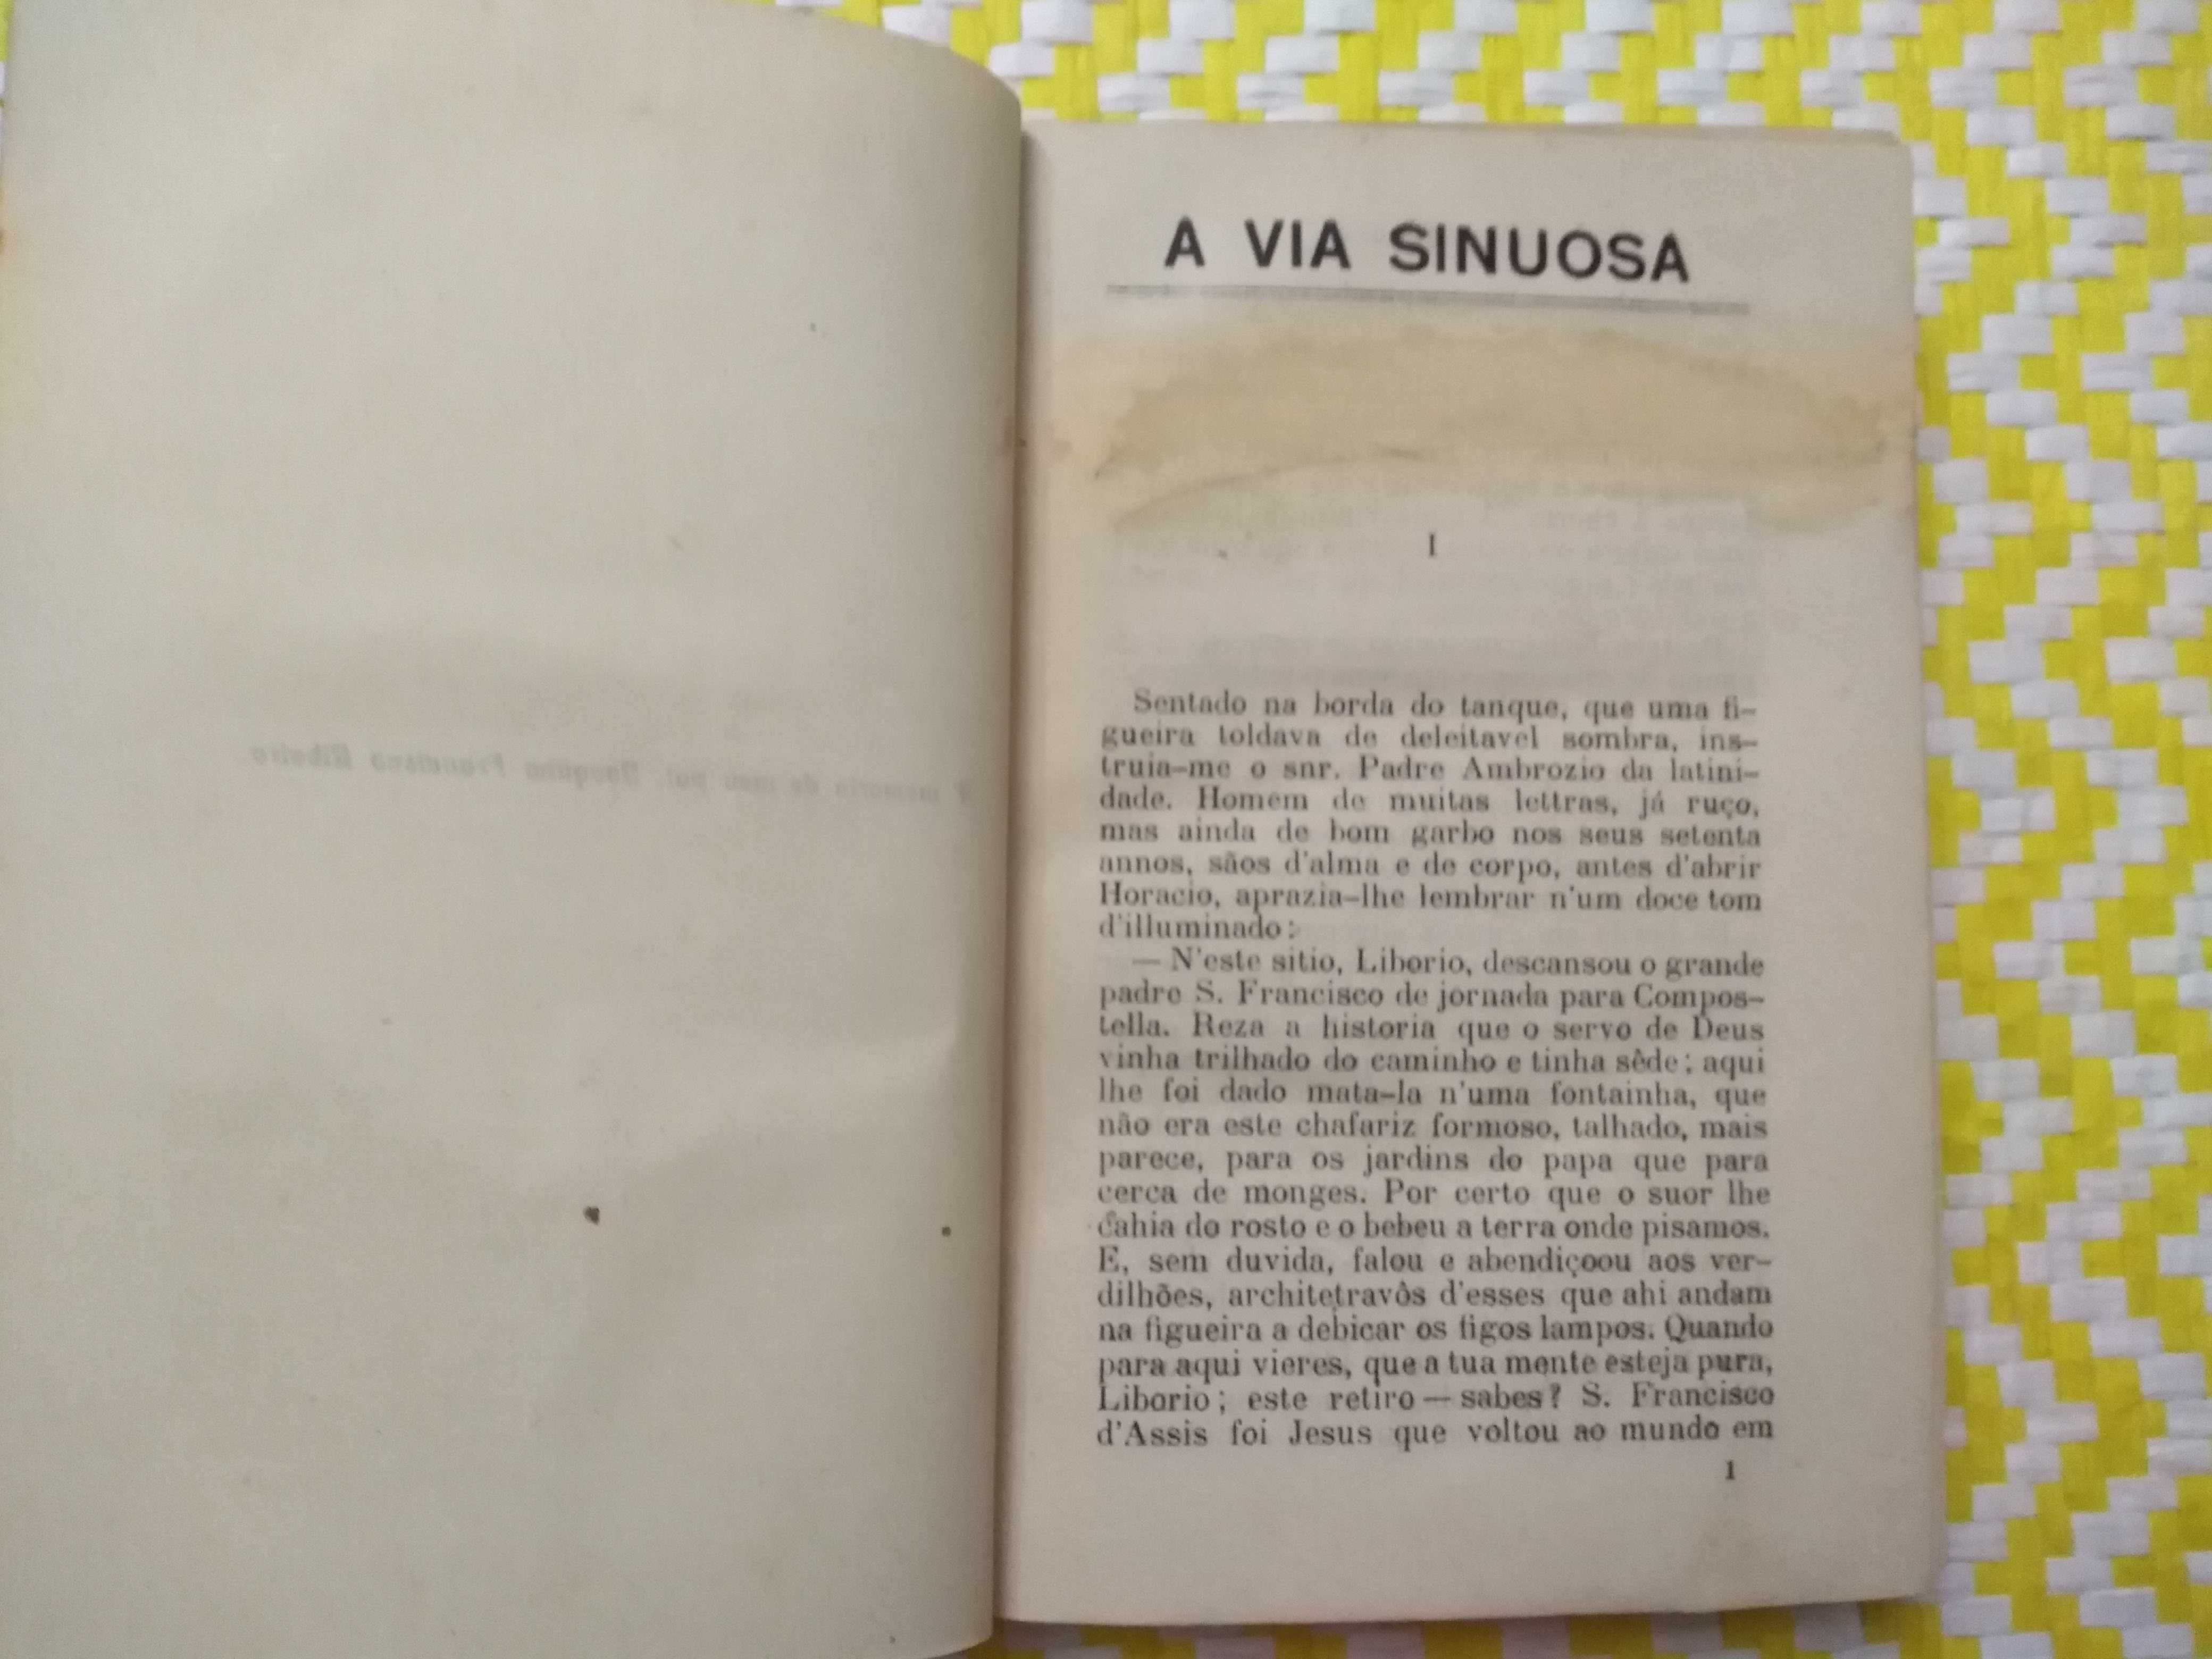 A VIA SINUOSA
I
Sentado na borda do tanque, que uma fi-
gueira toldava de deleitavel sombra, ins-
truia-me o snr. Padre Ambrozio da latini-
dade. Homem de muitas lettras, já ruço,
mas ainda de bom garbo nos seus setenta
annos, sãos d'alma e de corpo, antes d'abrir
Horacio, aprazia-lhe lembrar n'um doce tom
d'illuminado:
— N'este sitio, Liborio, descansou o grande
padre S. Francisco de jornada para Compos-
tella. Reza a historia que o servo de Deus
vinha trilhado do caminho e tinha sêde; aqui
lhe foi dado mata-la n'uma fontainha, que
não era este chafariz formoso, talhado, mais
parece, para os jardins do papa que para
cerca de monges. Por certo que o suor lhe
cahia do rosto e o bebeu a terra onde pisamos.
E, sem duvida, falou e abendiçoou aos ver-
dilhões, architetravôs d'esses que ahi andam
na figueira a debicar os figos lampos. Quando
para aqui vieres, que a tua mente esteja pura,
Liborio; este retiro — sabes? S. Francisco
d'Assis foi Jesus que voltou ao mundo em
1